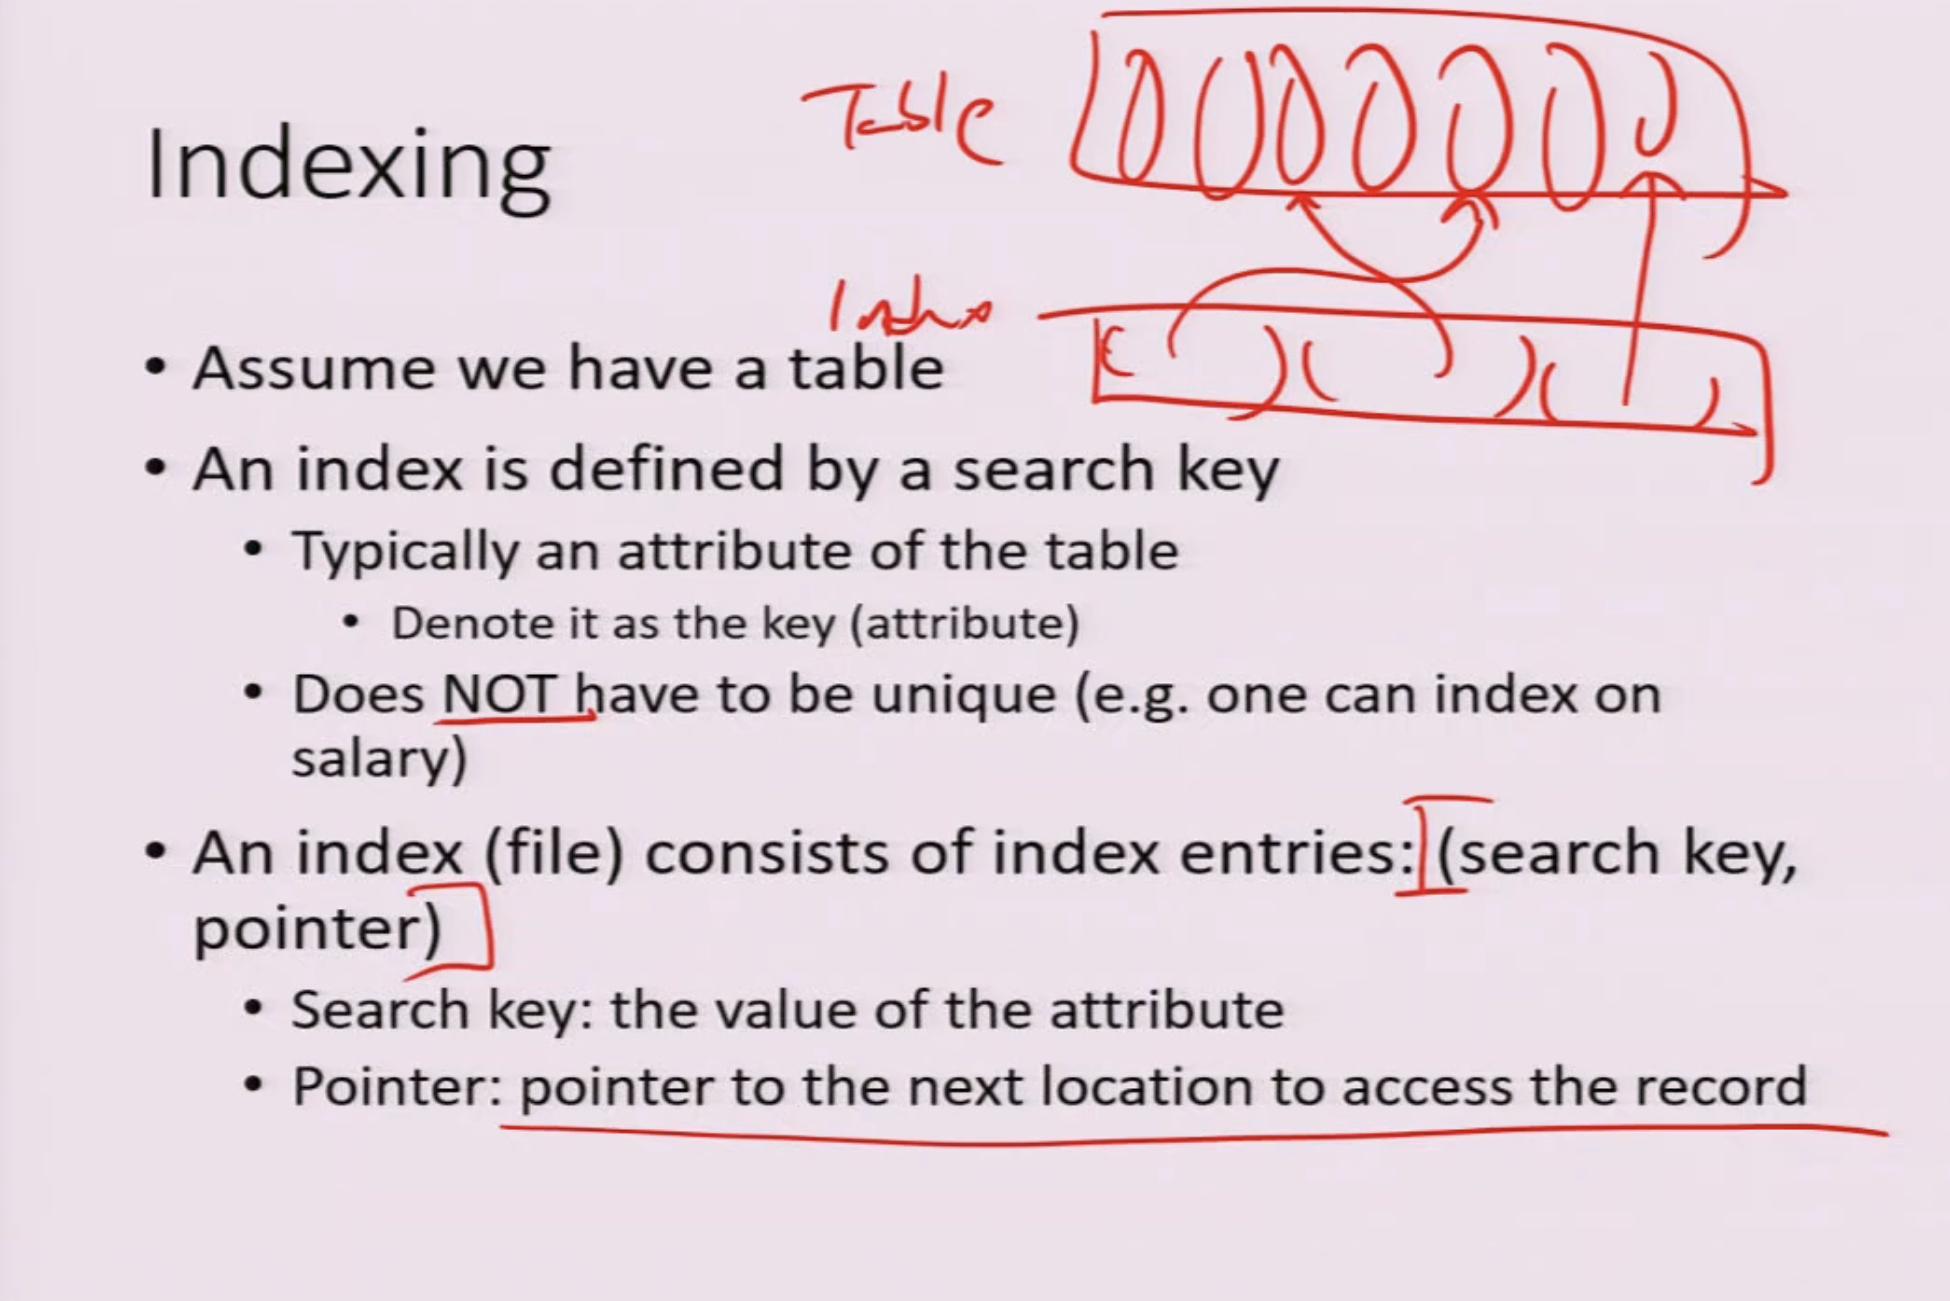 Table
Indexing
Index
• Assume we have a table
• An index is defined by a search key
• Typically an attribute of the table
• Denote it as the key (attribute)
• Does NOT have to be unique (e.g. one can index on
salary)
• An index (file) consists of index entries: (search key,
pointer)
• Search key: the value of the attribute
• Pointer: pointer to the next location to access the record